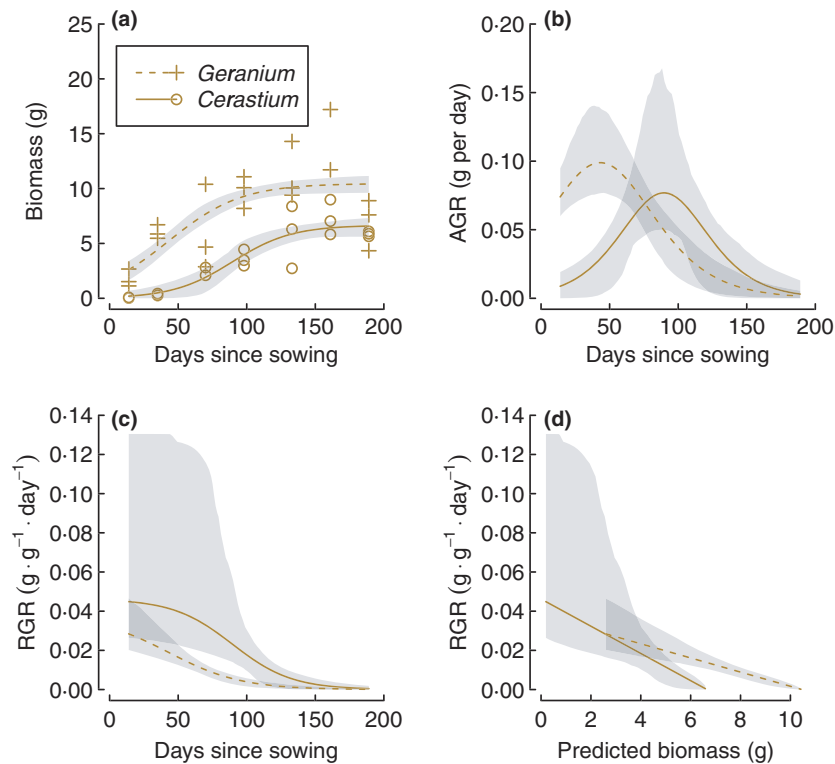 (a)
25
20
15
10
5
0
Biomass (g)
Geranium
Cerastium
0 50 100 150 200
Days since sowing
(b)
0·20
0·15
0·10
0·05
0·00
AGR (g per day)
0 50 100 150 200
Days since sowing
(c)
0·14
0·12
0·10
0·08
0·06
0·04
0·02
0·00
RGR (g · g⁻¹ · day⁻¹)
0 50 100 150 200
Days since sowing
(d)
0·14
0·12
0·10
0·08
0·06
0·04
0·02
0·00
RGR (g · g⁻¹ · day⁻¹)
0 2 4 6 8 10
Predicted biomass (g)